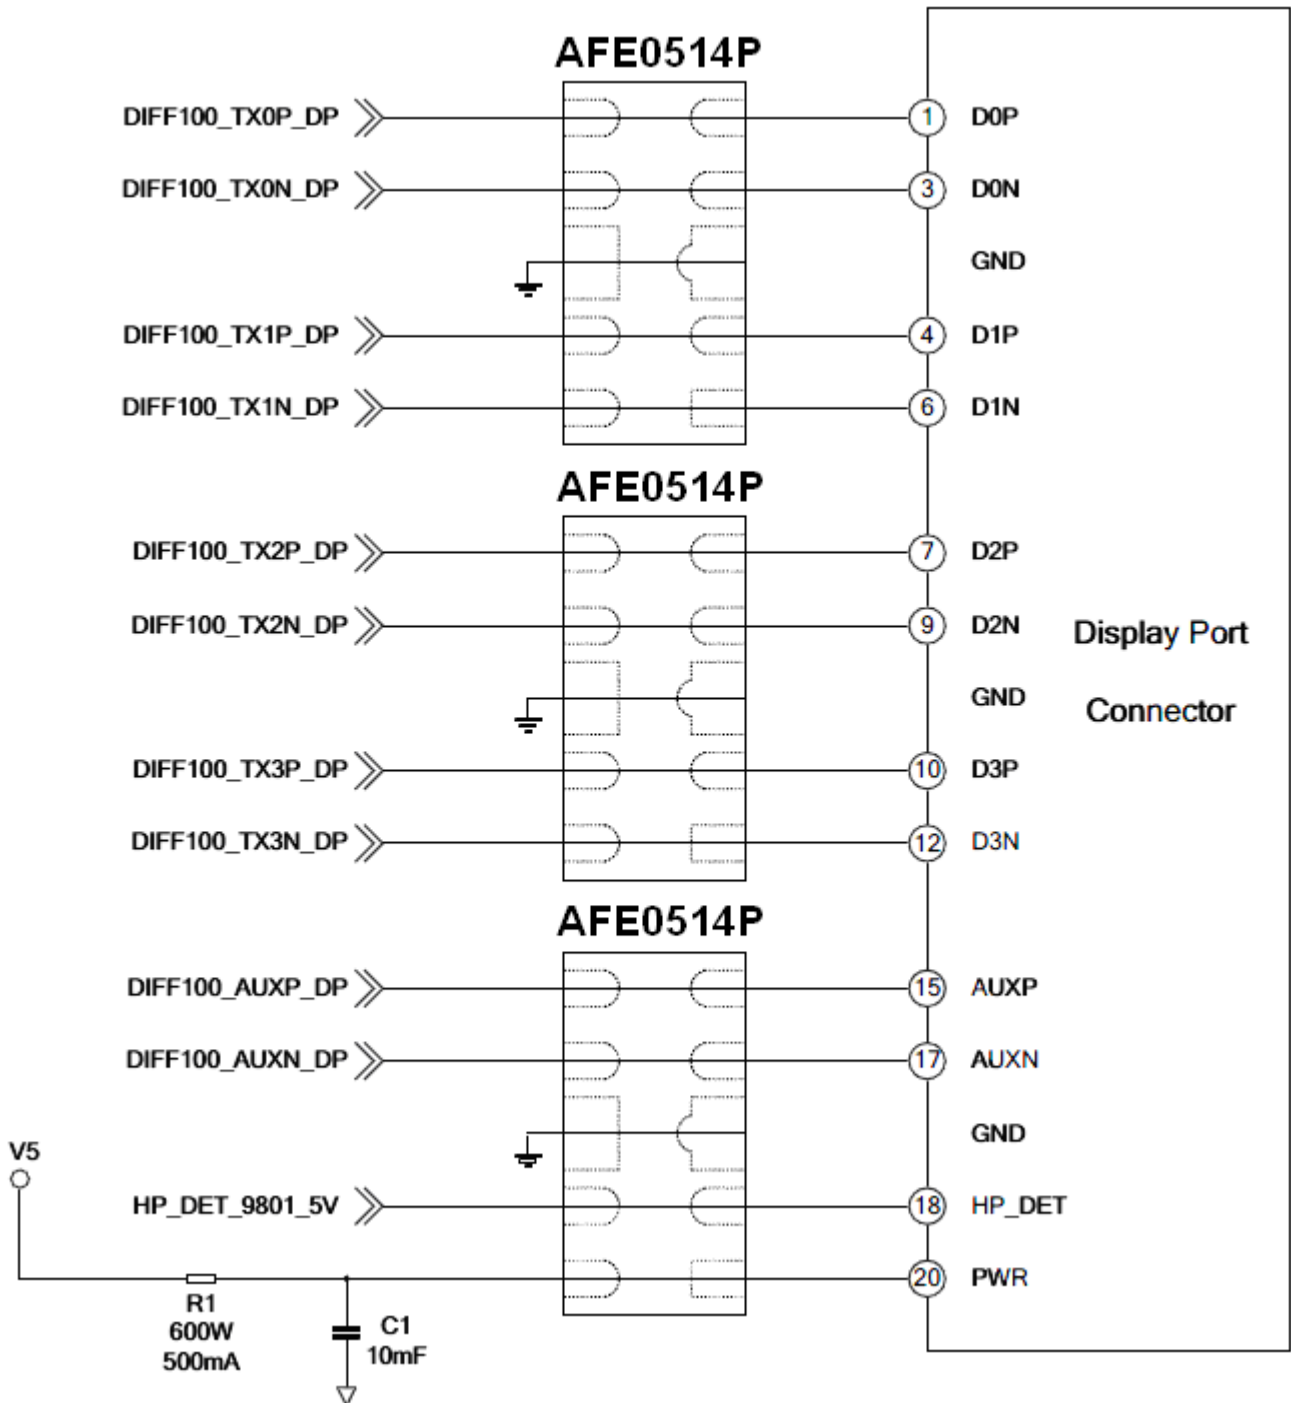 AFE0514P
DIFF100_TX0P_DP 1 D0P
DIFF100_TX0N_DP 3 D0N
GND
DIFF100_TX1P_DP 4 D1P
DIFF100_TX1N_DP 6 D1N
AFE0514P
DIFF100_TX2P_DP 7 D2P
DIFF100_TX2N_DP 9 D2N
Display Port
GND
Connector
DIFF100_TX3P_DP 10 D3P
DIFF100_TX3N_DP 12 D3N
AFE0514P
DIFF100_AUXP_DP 15 AUXP
DIFF100_AUXN_DP 17 AUXN
GND
V5
HP_DET_9801_5V 18 HP_DET
20 PWR
R1
600W
500mA
C1
10mF